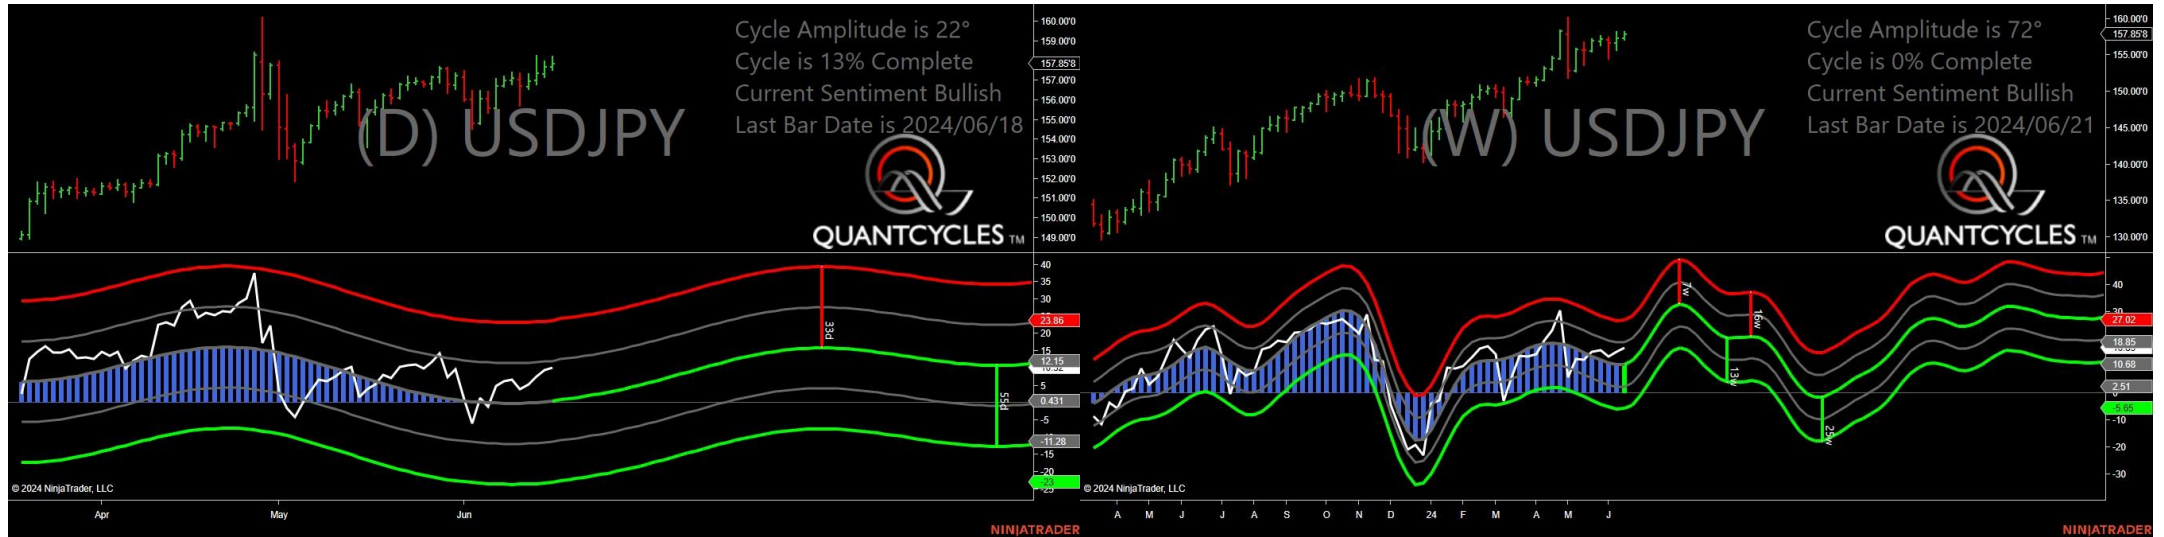 Cycle Amplitude is 22°
Cycle is 13% Complete
Current Sentiment Bullish
Last Bar Date is 2024/06/18
(D) USDJPY
QUANTCYCLES TM
160.00'0
159.00'0
157.85'8
157.00'0
156.00'0
155.00'0
154.00'0
153.00'0
152.00'0
151.00'0
150.00'0
149.00'0
40
35
30
23.86
20
15
12.15
5
0.431
-5
-11.28
-15
-20
-23
33d
55d
© 2024 NinjaTrader, LLC
Apr May Jun
NINJATRADER
Cycle Amplitude is 72°
Cycle is 0% Complete
Current Sentiment Bullish
Last Bar Date is 2024/06/21
(W) USDJPY
QUANTCYCLES TM
160.00'0
157.85'8
155.00'0
150.00'0
145.00'0
140.00'0
135.00'0
130.00'0
40
30
27.02
18.85
10.68
2.51
-5.65
-10
-20
-30
7w
16w
13w
25w
© 2024 NinjaTrader, LLC
A M J J A S O N D 24 F M A M J
NINJATRADER